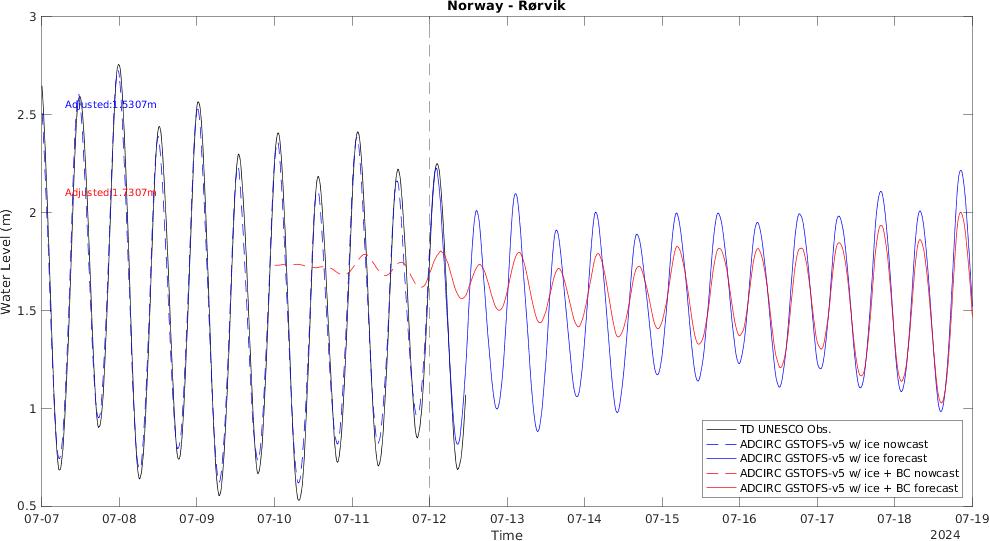 Norway - Rørvik
3
2.5
2
1.5
1
0.5
Water Level (m)
Adjusted:1.5307m
Adjusted:1.7307m
TD UNESCO Obs.
ADCIRC GSTOFS-v5 w/ ice nowcast
ADCIRC GSTOFS-v5 w/ ice forecast
ADCIRC GSTOFS-v5 w/ ice + BC nowcast
ADCIRC GSTOFS-v5 w/ ice + BC forecast
07-07 07-08 07-09 07-10 07-11 07-12 07-13 07-14 07-15 07-16 07-17 07-18 07-19
Time
2024